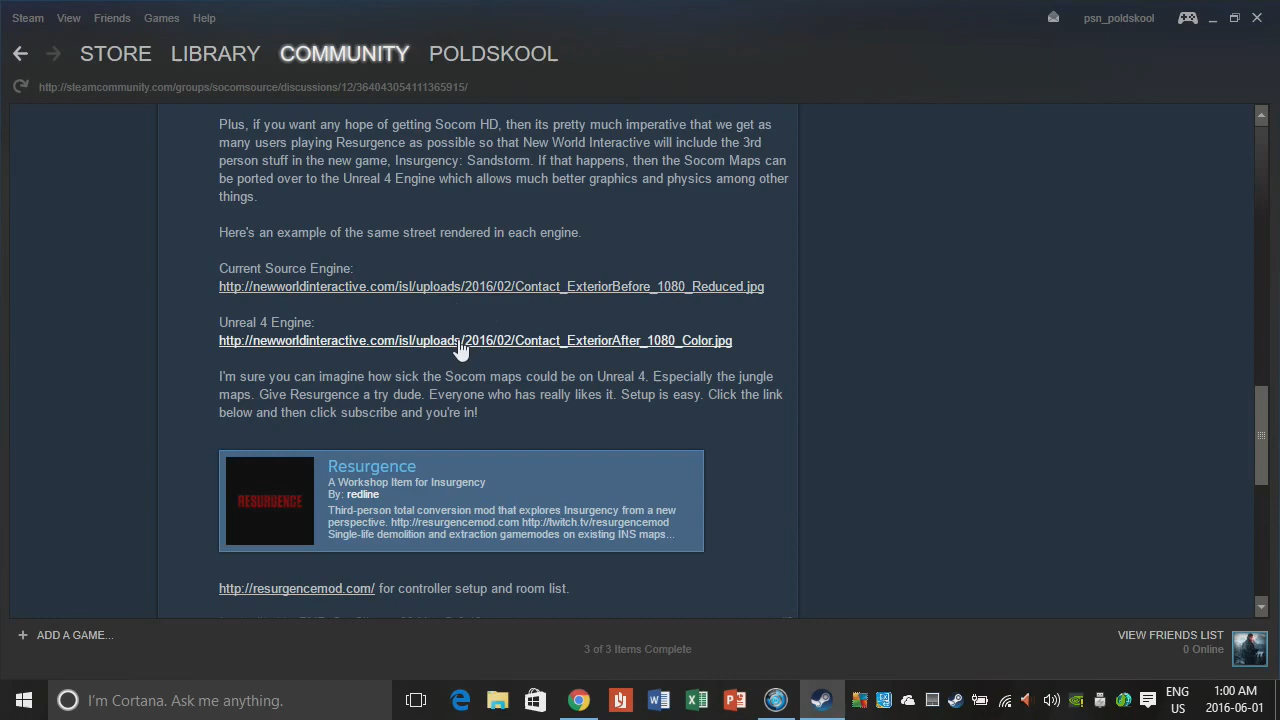 Steam View Friends Games Help
psn_poldskool
STORE LIBRARY COMMUNITY POLDSKOOL
http://steamcommunity.com/groups/socomsource/discussions/12/364043054111365915/
Plus, if you want any hope of getting Socom HD, then its pretty much imperative that we get as
many users playing Resurgence as possible so that New World Interactive will include the 3rd
person stuff in the new game, Insurgency: Sandstorm. If that happens, then the Socom Maps can
be ported over to the Unreal 4 Engine which allows much better graphics and physics among other
things.
Here's an example of the same street rendered in each engine.
Current Source Engine:
http://newworldinteractive.com/isl/uploads/2016/02/Contact_ExteriorBefore_1080_Reduced.jpg
Unreal 4 Engine:
http://newworldinteractive.com/isl/uploads/2016/02/Contact_ExteriorAfter_1080_Color.jpg
I'm sure you can imagine how sick the Socom maps could be on Unreal 4. Especially the jungle
maps. Give Resurgence a try dude. Everyone who has really likes it. Setup is easy. Click the link
below and then click subscribe and you're in!
RESURGENCE
Resurgence
A Workshop Item for Insurgency
By: redline
Third-person total conversion mod that explores Insurgency from a new
perspective. http://resurgencemod.com http://twitch.tv/resurgencemod
Single-life demolition and extraction gamemodes on existing INS maps...
http://resurgencemod.com/ for controller setup and room list.
+ ADD A GAME...
3 of 3 Items Complete
VIEW FRIENDS LIST
0 Online
I'm Cortana. Ask me anything.
ENG
US
1:00 AM
2016-06-01